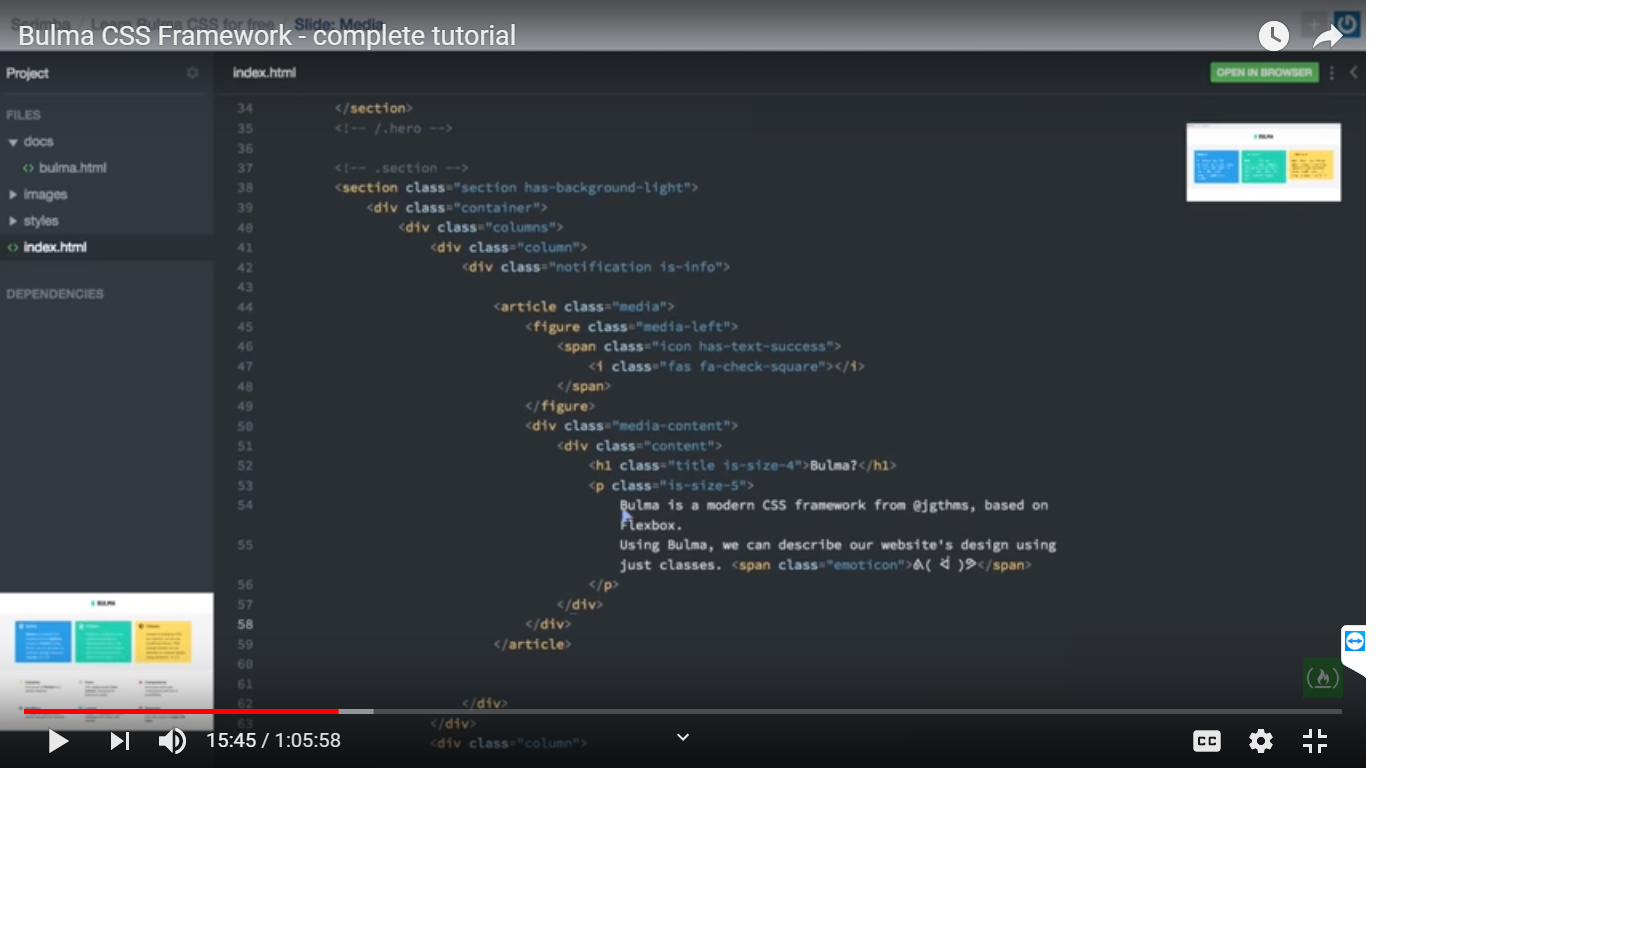 Scrimba / Learn Bulma CSS for free / Slide: Media
Bulma CSS Framework - complete tutorial
Project
index.html
OPEN IN BROWSER
FILES
docs
<> bulma.html
images
styles
<> index.html
DEPENDENCIES
34 </section>
35 <!-- /.hero -->
36
37 <!-- .section -->
38 <section class="section has-background-light">
39 <div class="container">
40 <div class="columns">
41 <div class="column">
42 <div class="notification is-info">
43
44 <article class="media">
45 <figure class="media-left">
46 <span class="icon has-text-success">
47 <i class="fas fa-check-square"></i>
48 </span>
49 </figure>
50 <div class="media-content">
51 <div class="content">
52 <h1 class="title is-size-4">Bulma?</h1>
53 <p class="is-size-5">
54 Bulma is a modern CSS framework from @jgthms, based on
Flexbox.
55 Using Bulma, we can describe our website's design using
just classes. <span class="emoticon"></span>
56 </p>
57 </div>
58 </div>
59 </article>
60
61
62 </div>
63 </div>
<div class="column">
BULMA
BULMA
15:45 / 1:05:58
CC